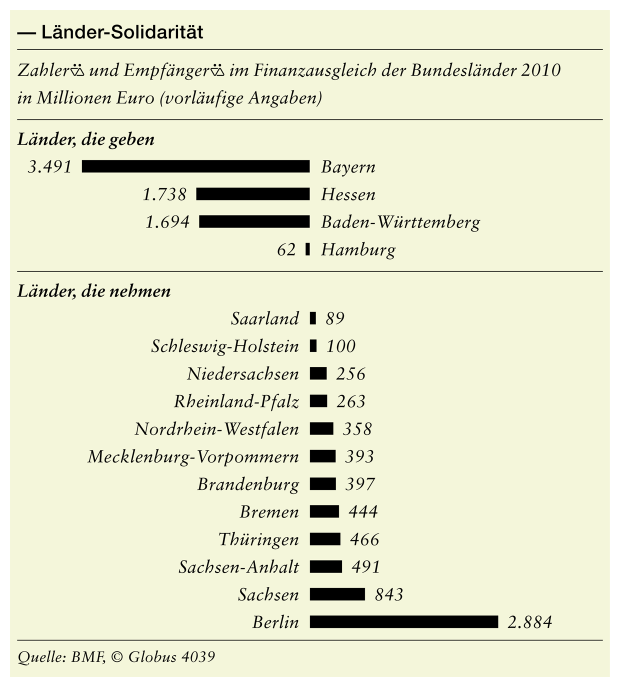 — Länder-Solidarität
Zahler und Empfänger im Finanzausgleich der Bundesländer 2010
in Millionen Euro (vorläufige Angaben)
Länder, die geben
3.491 Bayern
1.738 Hessen
1.694 Baden-Württemberg
62 Hamburg
Länder, die nehmen
Saarland 89
Schleswig-Holstein 100
Niedersachsen 256
Rheinland-Pfalz 263
Nordrhein-Westfalen 358
Mecklenburg-Vorpommern 393
Brandenburg 397
Bremen 444
Thüringen 466
Sachsen-Anhalt 491
Sachsen 843
Berlin 2.884
Quelle: BMF, © Globus 4039